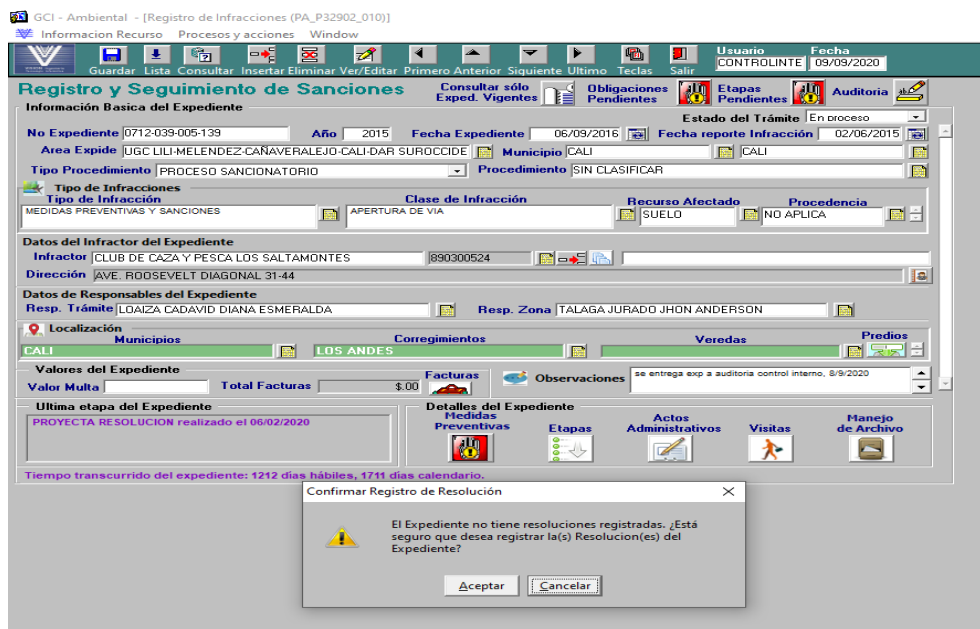 GCI - Ambiental - [Registro de Infracciones (PA_P32902_010)]
Informacion Recurso Procesos y acciones Window
Guardar Lista Consultar Insertar Eliminar Ver/Editar Primero Anterior Siguiente Ultimo Teclas Salir
Usuario Fecha
CONTROLINTE 09/09/2020
Registro y Seguimiento de Sanciones
Consultar sólo Exped. Vigentes
Obligaciones Pendientes
Etapas Pendientes
Auditoria
Información Basica del Expediente
Estado del Trámite En proceso
No Expediente 0712-039-005-139 Año 2015 Fecha Expediente 06/09/2016 Fecha reporte Infracción 02/06/2015
Area Expide UGC LILI-MELENDEZ-CAÑAVERALEJO-CALI-DAR SUROCCIDE Municipio CALI CALI
Tipo Procedimiento PROCESO SANCIONATORIO Procedimiento SIN CLASIFICAR
Tipo de Infracciones
Tipo de Infracción Clase de Infracción Recurso Afectado Procedencia
MEDIDAS PREVENTIVAS Y SANCIONES APERTURA DE VIA SUELO NO APLICA
Datos del Infractor del Expediente
Infractor CLUB DE CAZA Y PESCA LOS SALTAMONTES 890300524
Dirección AVE. ROOSEVELT DIAGONAL 31-44
Datos de Responsables del Expediente
Resp. Trámite LOAIZA CADAVID DIANA ESMERALDA Resp. Zona TALAGA JURADO JHON ANDERSON
Localización
Municipios Corregimientos Veredas Predios
CALI LOS ANDES
Valores del Expediente
Valor Multa Total Facturas $.00 Facturas Observaciones se entrega exp a auditoria control interno, 8/9/2020
Ultima etapa del Expediente
PROYECTA RESOLUCION realizado el 06/02/2020
Detalles del Expediente
Medidas Preventivas Etapas Actos Administrativos Visitas Manejo de Archivo
Tiempo transcurrido del expediente: 1212 días hábiles, 1711 días calendario.
Confirmar Registro de Resolución
El Expediente no tiene resoluciones registradas. ¿Está
seguro que desea registrar la(s) Resolucion(es) del
Expediente?
Aceptar Cancelar